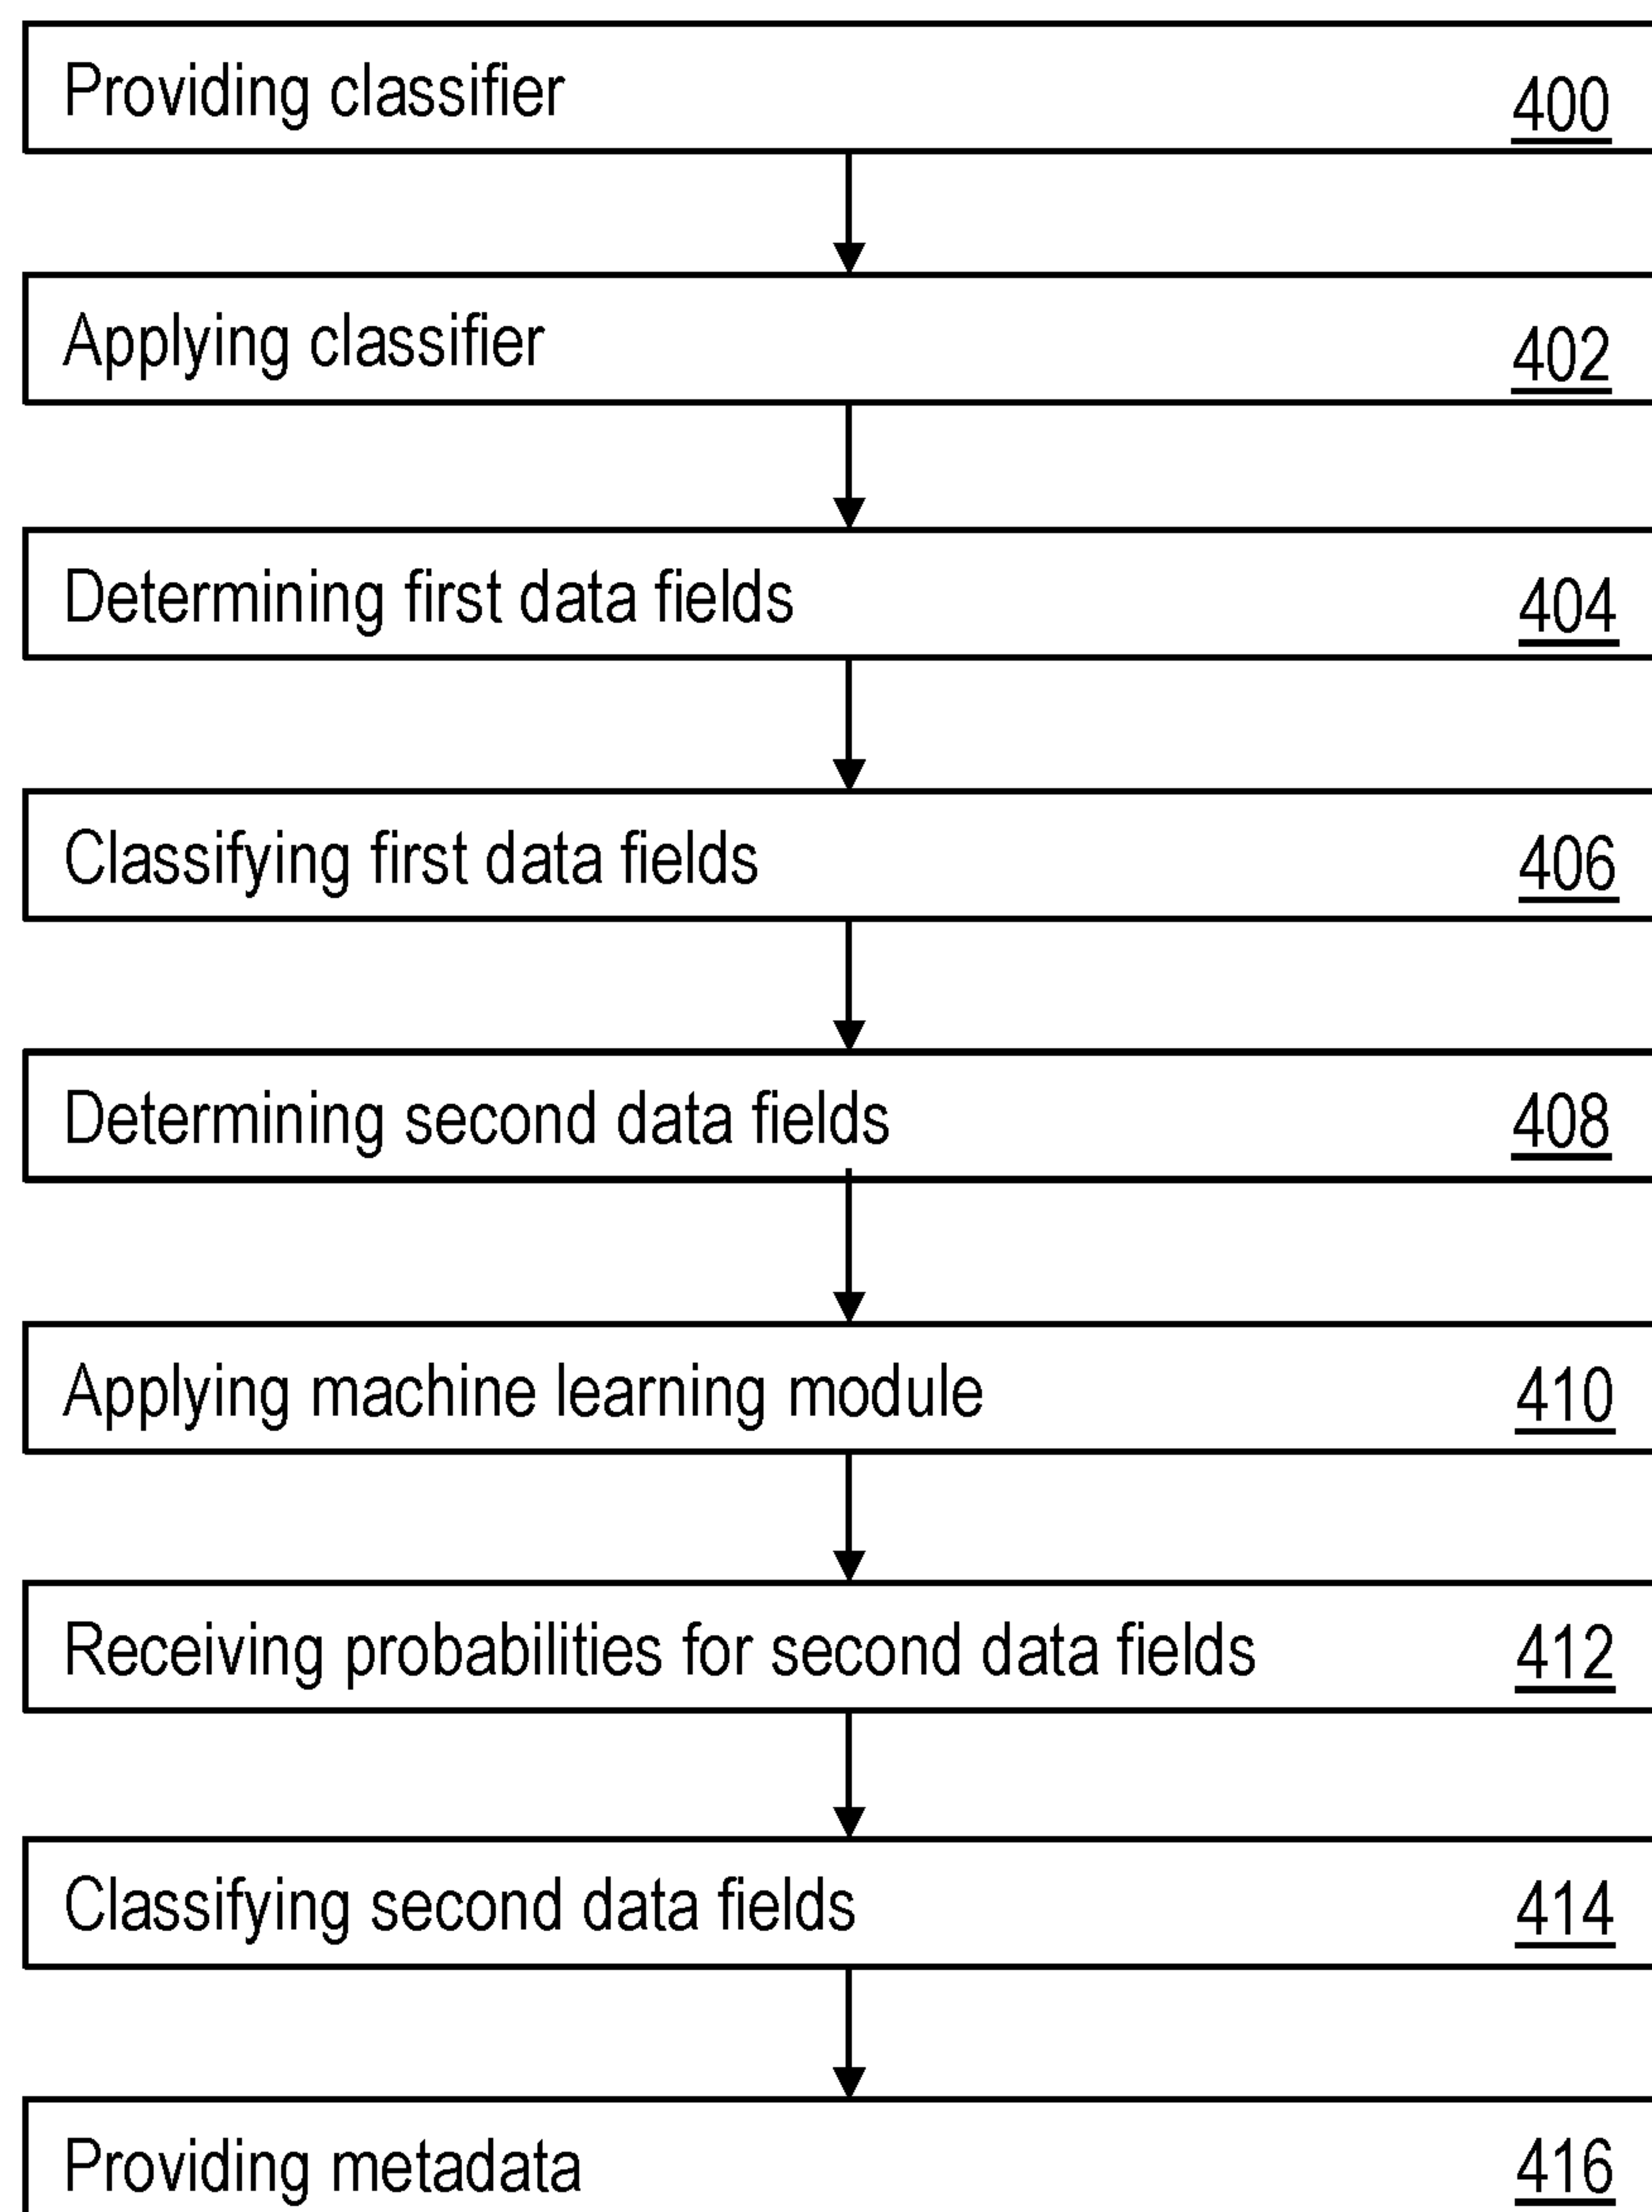 Providing classifier 400
Applying classifier 402
Determining first data fields 404
Classifying first data fields 406
Determining second data fields 408
Applying machine learning module 410
Receiving probabilities for second data fields 412
Classifying second data fields 414
Providing metadata 416